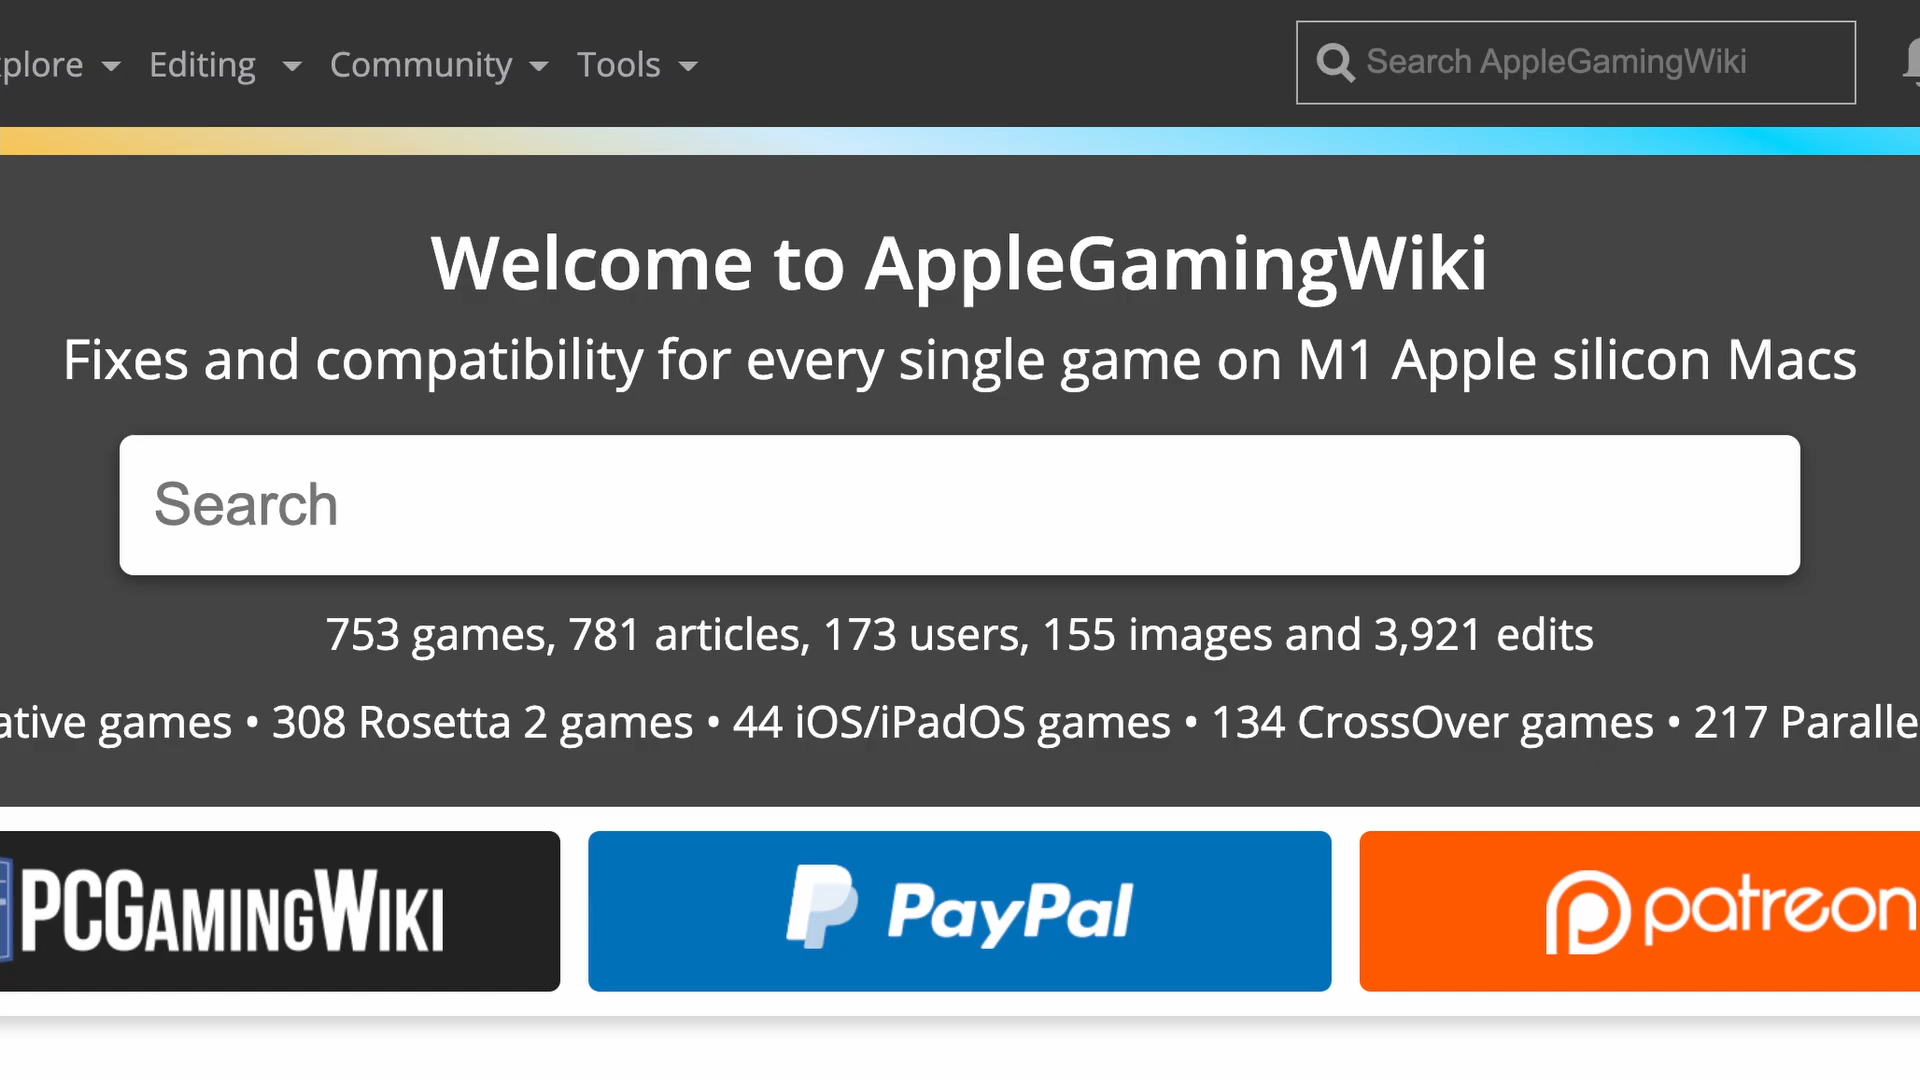 plore Editing Community Tools Search AppleGamingWiki
Welcome to AppleGamingWiki
Fixes and compatibility for every single game on M1 Apple silicon Macs
Search
753 games, 781 articles, 173 users, 155 images and 3,921 edits
ative games • 308 Rosetta 2 games • 44 iOS/iPadOS games • 134 CrossOver games • 217 Paralle
PCGamingWiki PayPal patreon